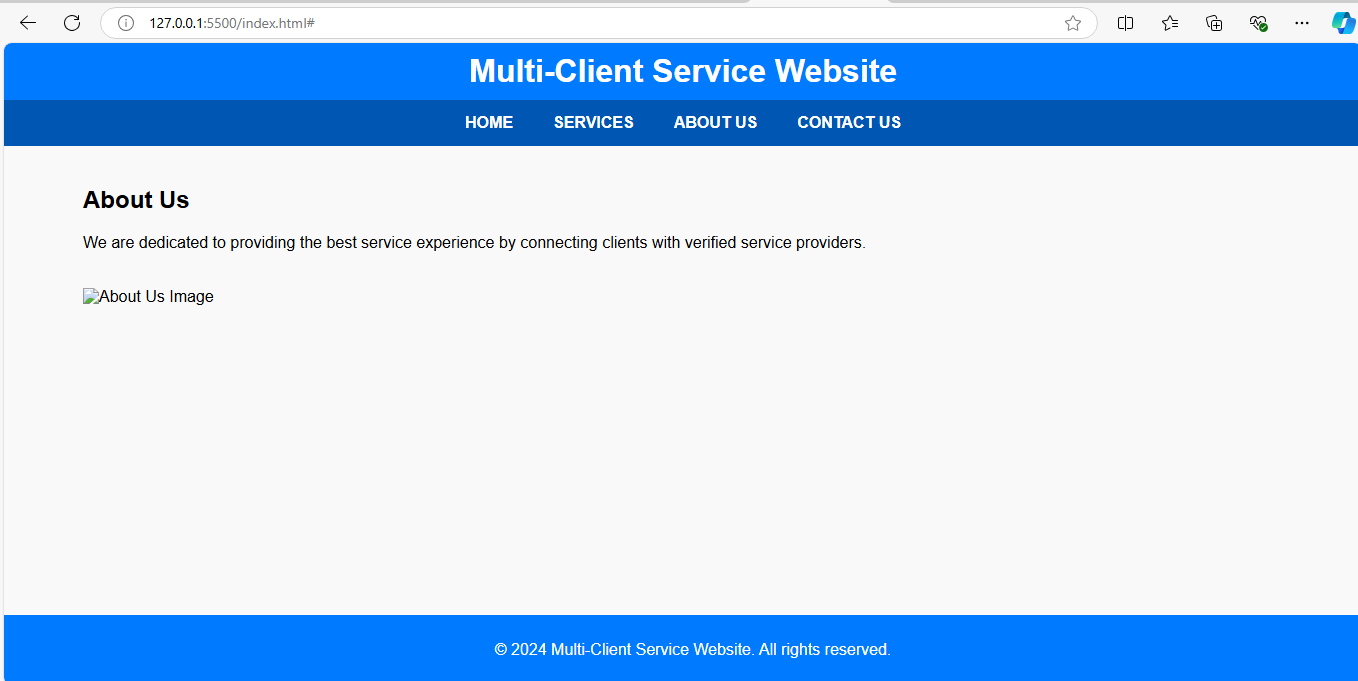 127.0.0.1:5500/index.html#
Multi-Client Service Website
HOME SERVICES ABOUT US CONTACT US
About Us
We are dedicated to providing the best service experience by connecting clients with verified service providers.
About Us Image
© 2024 Multi-Client Service Website. All rights reserved.